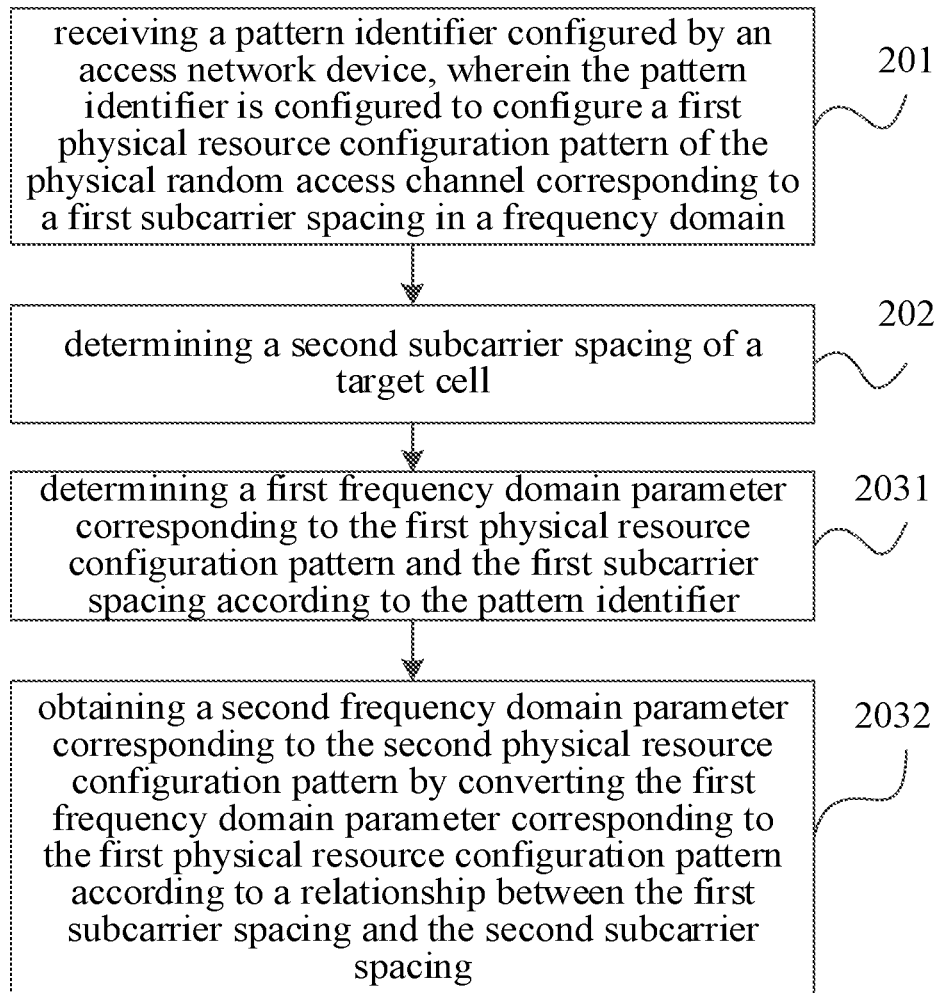 receiving a pattern identifier configured by an
access network device, wherein the pattern
identifier is configured to configure a first
physical resource configuration pattern of the
physical random access channel corresponding to
a first subcarrier spacing in a frequency domain
201
determining a second subcarrier spacing of a
target cell
202
determining a first frequency domain parameter
corresponding to the first physical resource
configuration pattern and the first subcarrier
spacing according to the pattern identifier
2031
obtaining a second frequency domain parameter
corresponding to the second physical resource
configuration pattern by converting the first
frequency domain parameter corresponding to
the first physical resource configuration pattern
according to a relationship between the first
subcarrier spacing and the second subcarrier
spacing
2032